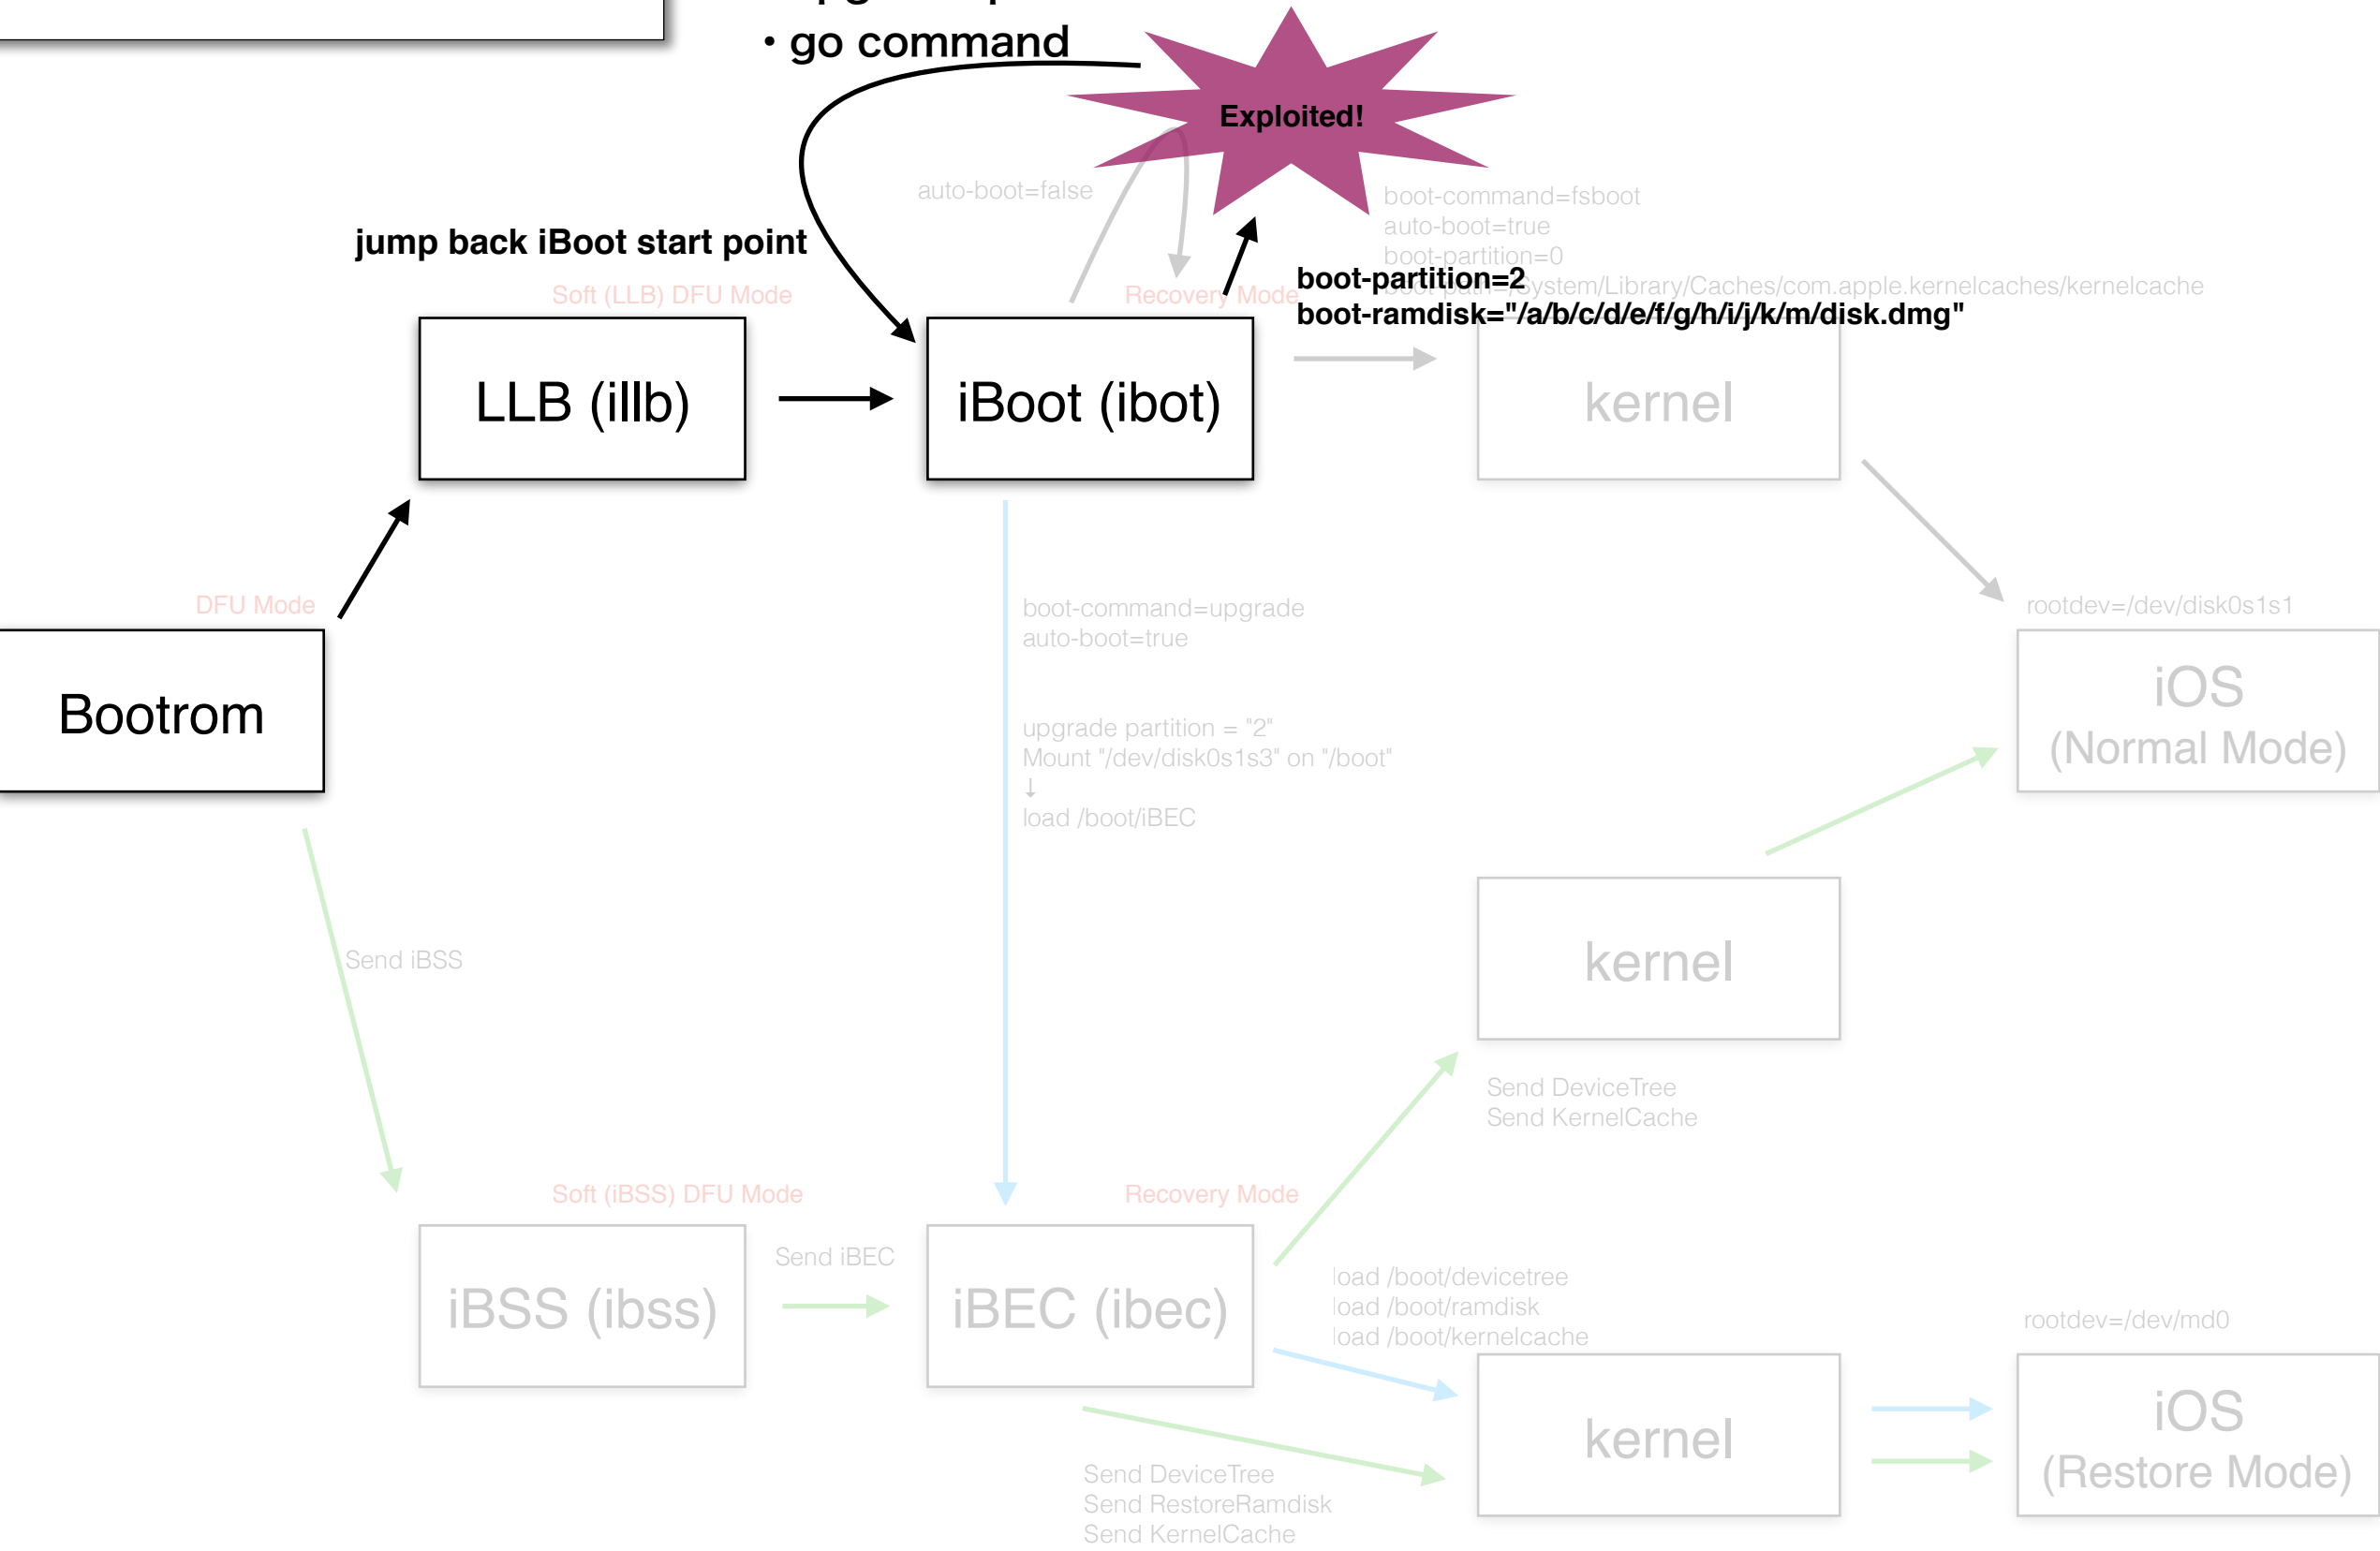 • go command
Exploited!
auto-boot=false
boot-command=fsboot
auto-boot=true
boot-partition=0
jump back iBoot start point
boot-partition=2
boot-path=/System/Library/Caches/com.apple.kernelcaches/kernelcache
boot-ramdisk="/a/b/c/d/e/f/g/h/i/j/k/m/disk.dmg"
Soft (LLB) DFU Mode
Recovery Mode
LLB (illb)
iBoot (ibot)
kernel
DFU Mode
Bootrom
boot-command=upgrade
auto-boot=true
upgrade partition = "2"
Mount "/dev/disk0s1s3" on "/boot"
↓
load /boot/iBEC
rootdev=/dev/disk0s1s1
iOS
(Normal Mode)
Send iBSS
kernel
Send DeviceTree
Send KernelCache
Soft (iBSS) DFU Mode
Recovery Mode
iBSS (ibss)
Send iBEC
iBEC (ibec)
load /boot/devicetree
load /boot/ramdisk
load /boot/kernelcache
rootdev=/dev/md0
kernel
iOS
(Restore Mode)
Send DeviceTree
Send RestoreRamdisk
Send KernelCache